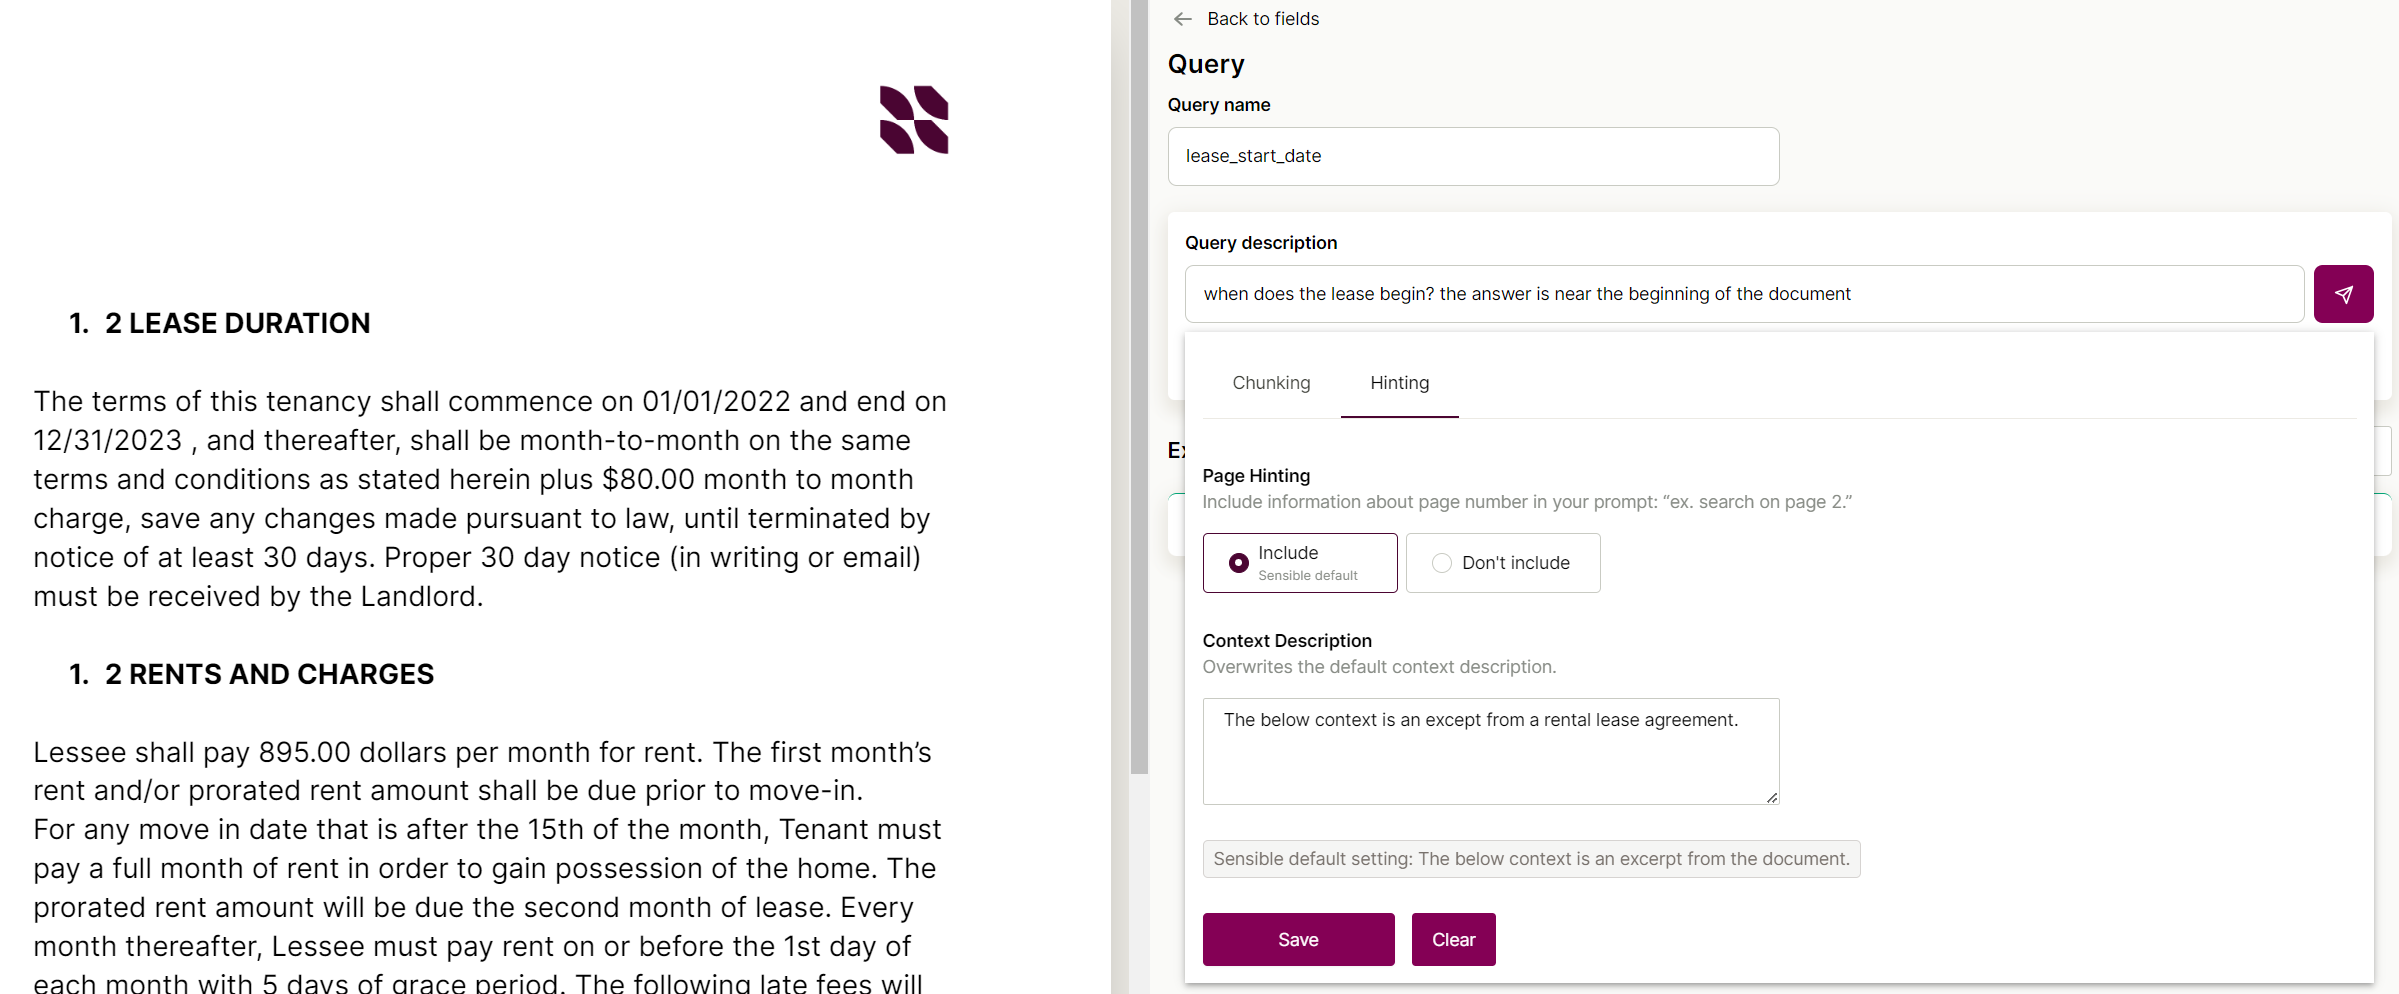 1. 2 LEASE DURATION
The terms of this tenancy shall commence on 01/01/2022 and end on
12/31/2023 , and thereafter, shall be month-to-month on the same
terms and conditions as stated herein plus $80.00 month to month
charge, save any changes made pursuant to law, until terminated by
notice of at least 30 days. Proper 30 day notice (in writing or email)
must be received by the Landlord.
1. 2 RENTS AND CHARGES
Lessee shall pay 895.00 dollars per month for rent. The first month’s
rent and/or prorated rent amount shall be due prior to move-in.
For any move in date that is after the 15th of the month, Tenant must
pay a full month of rent in order to gain possession of the home. The
prorated rent amount will be due the second month of lease. Every
month thereafter, Lessee must pay rent on or before the 1st day of
each month with 5 days of grace period. The following late fees will
Back to fields
Query
Query name
lease_start_date
Query description
when does the lease begin? the answer is near the beginning of the document
Chunking Hinting
Page Hinting
Include information about page number in your prompt: “ex. search on page 2.”
Include
Sensible default
Don't include
Context Description
Overwrites the default context description.
The below context is an except from a rental lease agreement.
Sensible default setting: The below context is an excerpt from the document.
Save Clear